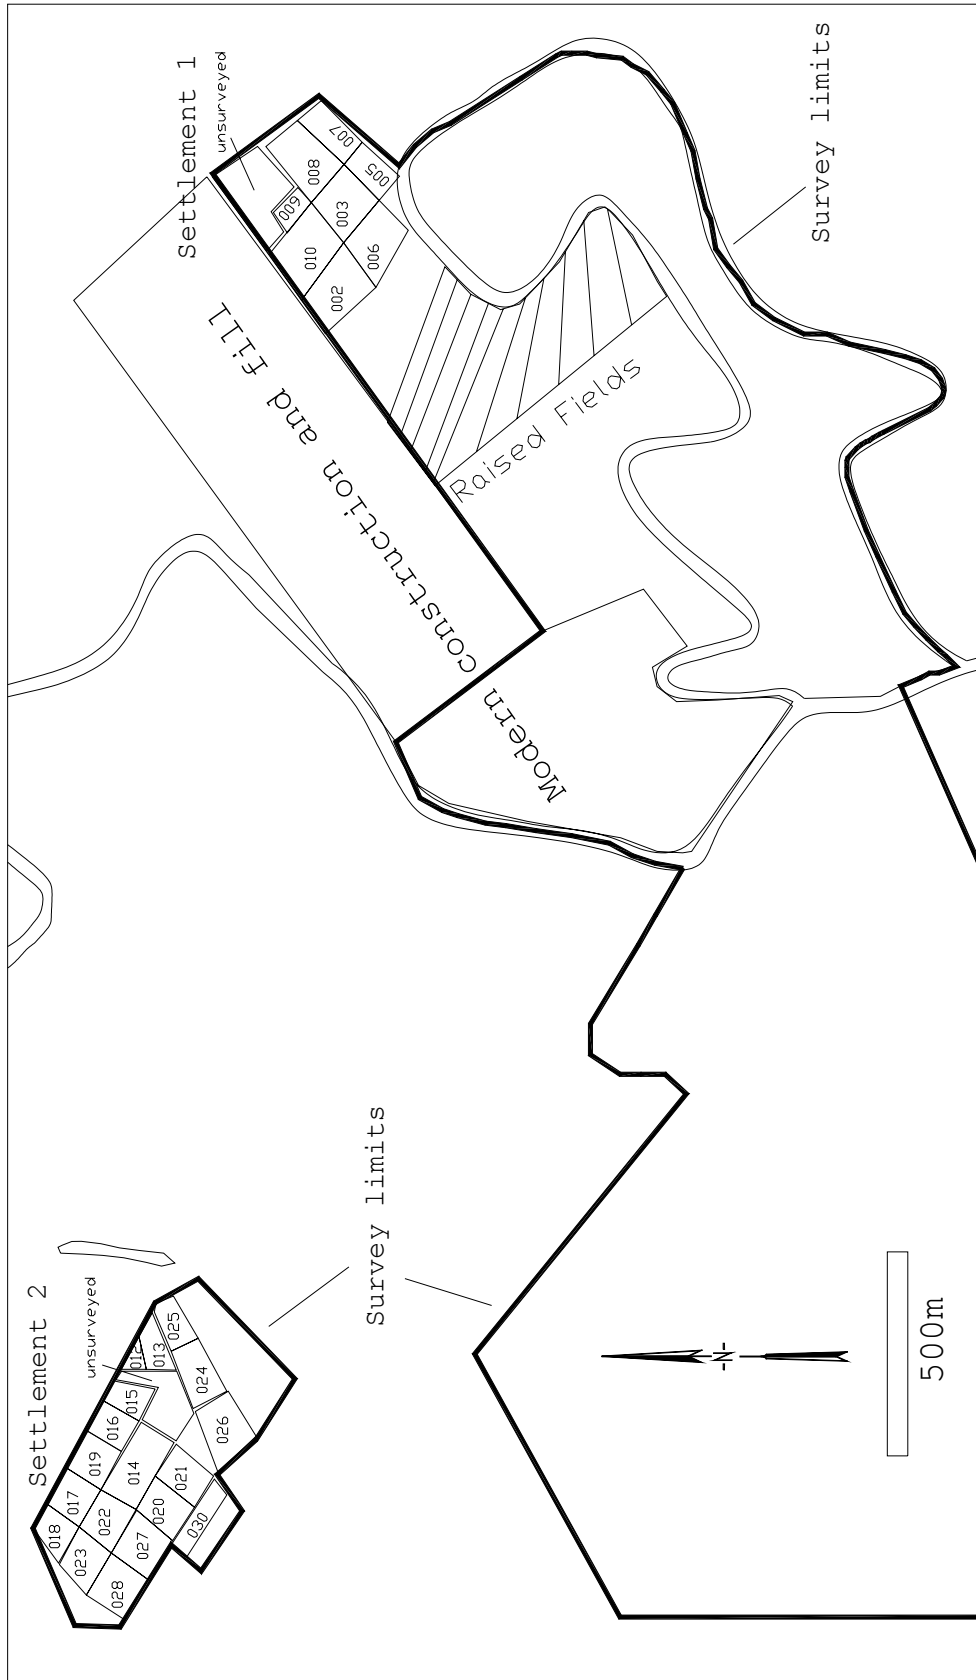 Settlement 2
unsurveyed
018
017
019
016
015
012
013
025
023
022
014
024
028
027
020
021
026
030
Survey limits
Modern construction and fill
Settlement 1
unsurveyed
009
008
007
010
003
005
002
006
Raised Fields
Survey limits
N
500m